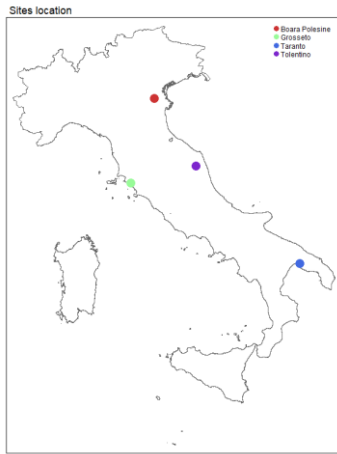 Sites location
Boara Polesine
Grosseto
Taranto
Tolentino